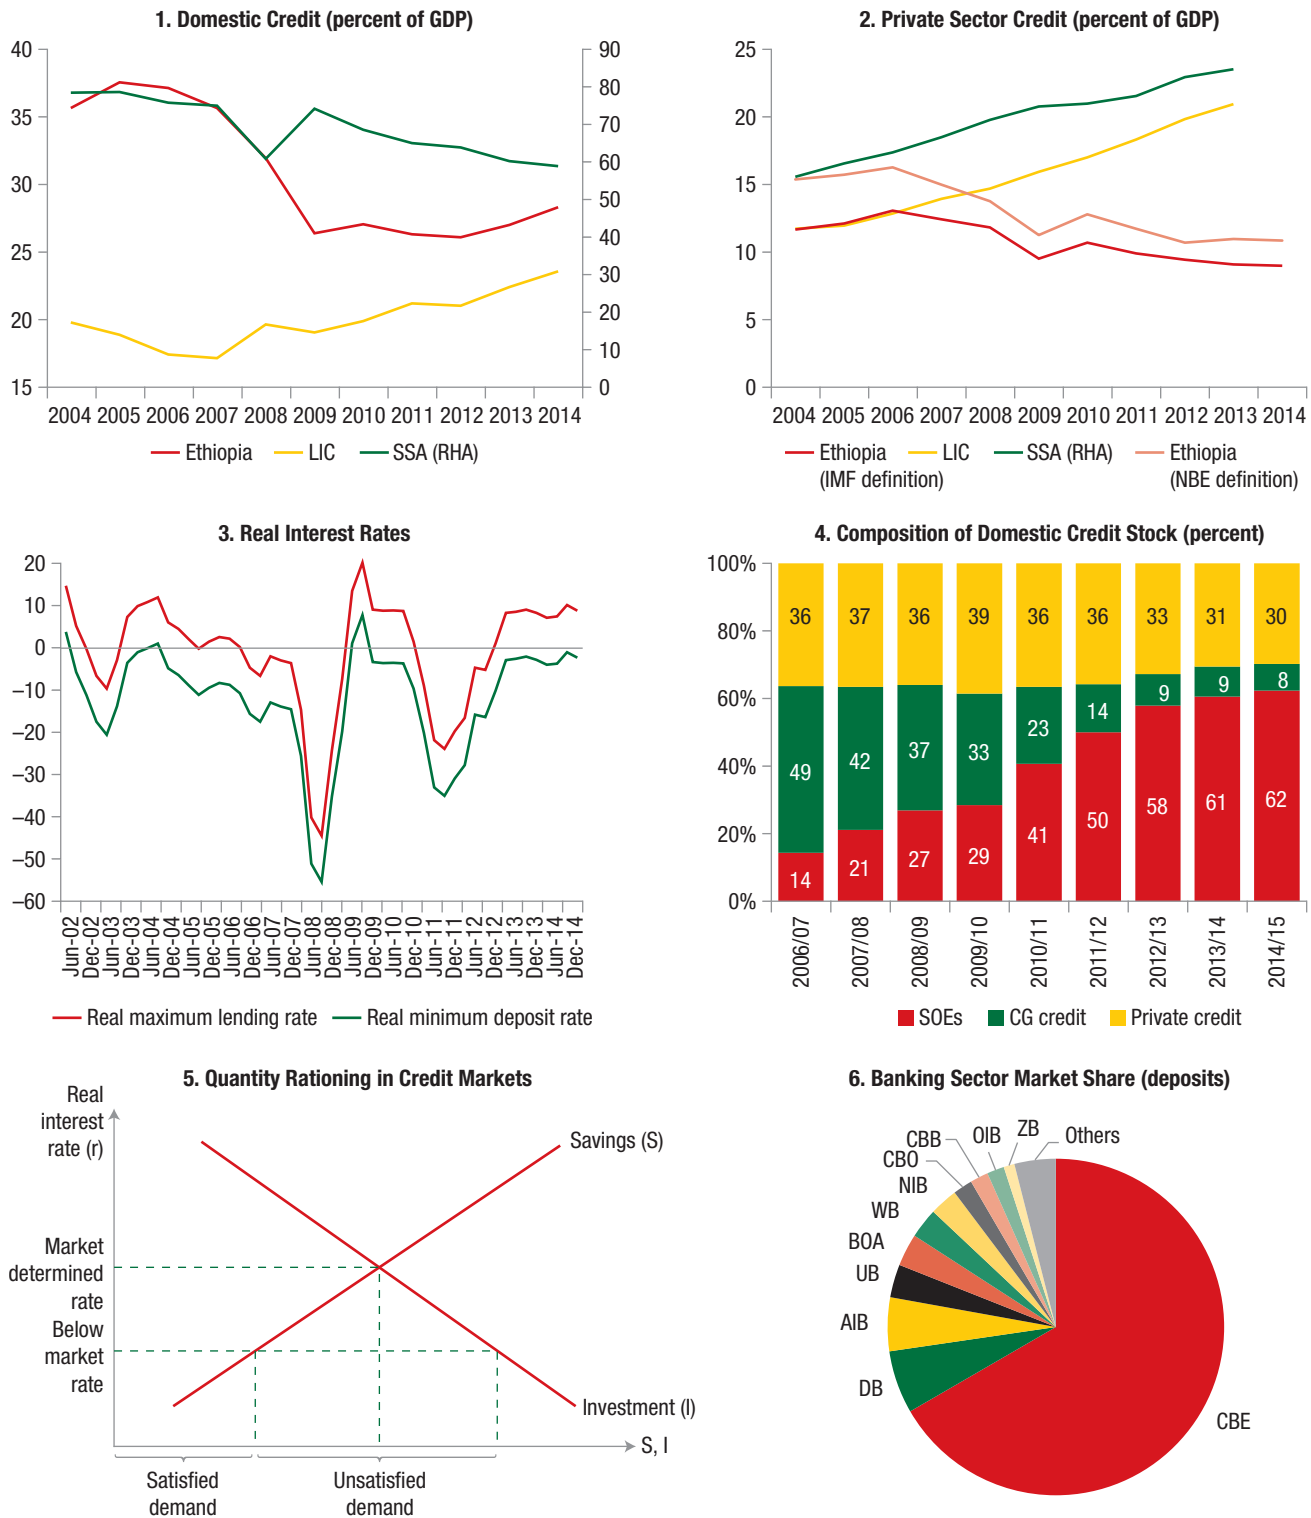 1. Domestic Credit (percent of GDP)
40
35
30
25
20
15
90
80
70
60
50
40
30
20
10
0
2004 2005 2006 2007 2008 2009 2010 2011 2012 2013 2014
Ethiopia LIC SSA (RHA)
2. Private Sector Credit (percent of GDP)
25
20
15
10
5
0
2004 2005 2006 2007 2008 2009 2010 2011 2012 2013 2014
Ethiopia (IMF definition)
LIC
SSA (RHA)
Ethiopia (NBE definition)
3. Real Interest Rates
20
10
0
–10
–20
–30
–40
–50
–60
Jun-02
Dec-02
Jun-03
Dec-03
Jun-04
Dec-04
Jun-05
Dec-05
Jun-06
Dec-06
Jun-07
Dec-07
Jun-08
Dec-08
Jun-09
Dec-09
Jun-10
Dec-10
Jun-11
Dec-11
Jun-12
Dec-12
Jun-13
Dec-13
Jun-14
Dec-14
Real maximum lending rate Real minimum deposit rate
4. Composition of Domestic Credit Stock (percent)
100%
80%
60%
40%
20%
0%
36 37 36 39 36 36 33 31 30
49 42 37 33 23 14 9 9 8
14 21 27 29 41 50 58 61 62
2006/07
2007/08
2008/09
2009/10
2010/11
2011/12
2012/13
2013/14
2014/15
SOEs CG credit Private credit
5. Quantity Rationing in Credit Markets
Real
interest
rate (r)
Savings (S)
Market
determined
rate
Below
market
rate
Investment (I)
S, I
Satisfied
demand
Unsatisfied
demand
6. Banking Sector Market Share (deposits)
Others
ZB
OIB
CBB
CBO
NIB
WB
BOA
UB
AIB
DB
CBE